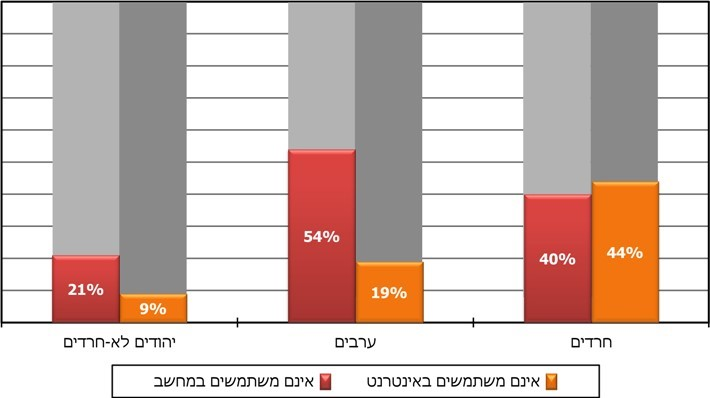 21%
9%
54%
19%
40%
44%
יהודים לא-חרדים
ערבים
חרדים
אינם משתמשים במחשב
אינם משתמשים באינטרנט